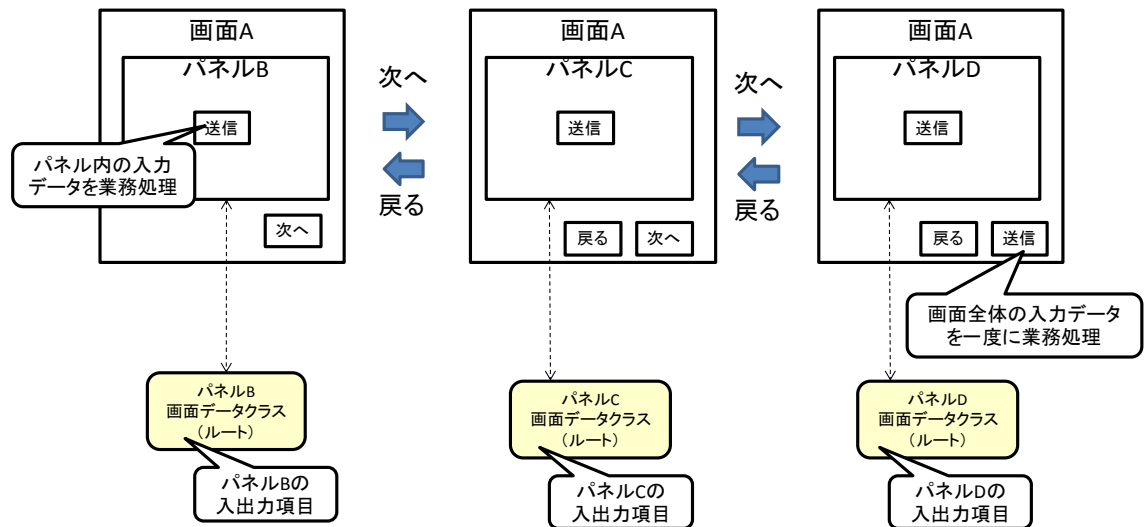 画面A
パネルB
送信
パネル内の入力
データを業務処理
次へ
次へ
戻る
画面A
パネルC
送信
戻る
次へ
次へ
戻る
画面A
パネルD
送信
戻る
送信
画面全体の入力データ
を一度に業務処理
パネルB
画面データクラス
(ルート)
パネルBの
入出力項目
パネルC
画面データクラス
(ルート)
パネルCの
入出力項目
パネルD
画面データクラス
(ルート)
パネルDの
入出力項目